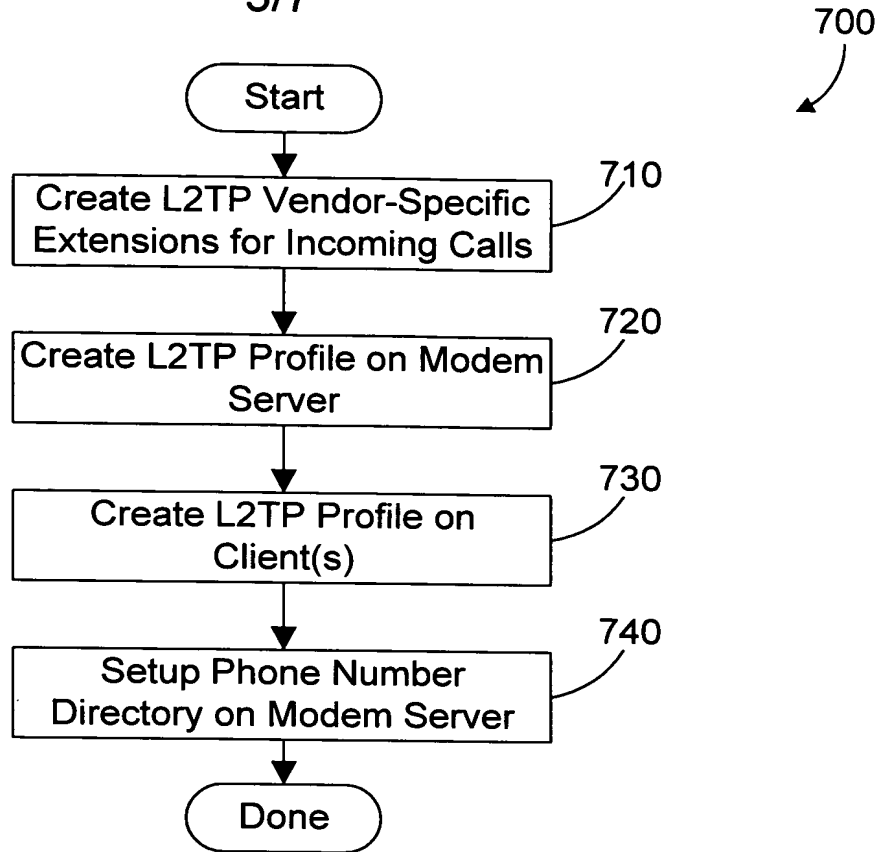 700
Start
710
Create L2TP Vendor-Specific
Extensions for Incoming Calls
720
Create L2TP Profile on Modem
Server
730
Create L2TP Profile on
Client(s)
740
Setup Phone Number
Directory on Modem Server
Done